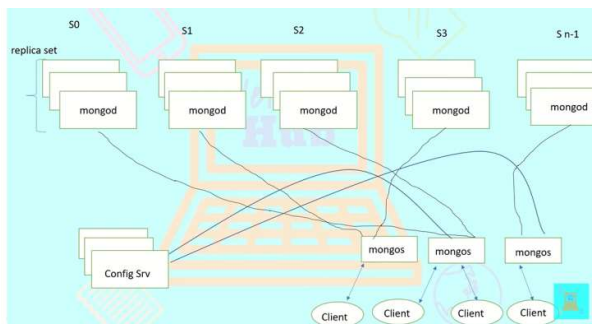 S0
S1
S2
S3
S n-1
replica set
mongod
mongod
mongod
mongod
mongod
Hub
mongos
mongos
mongos
Config Srv
Client
Client
Client
Client